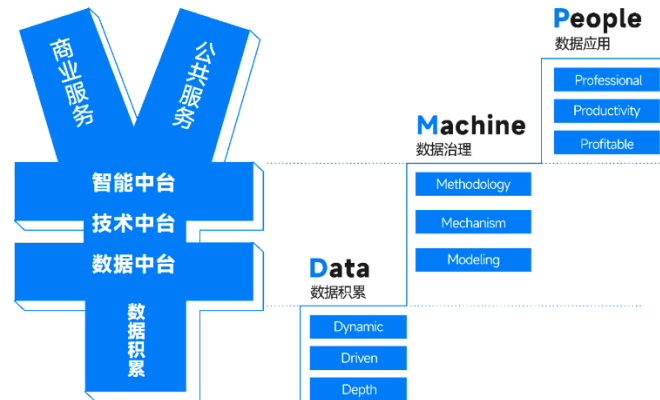 商业服务
公共服务
智能中台
技术中台
数据中台
数据积累
People
数据应用
Professional
Productivity
Profitable
Machine
数据治理
Methodology
Mechanism
Modeling
Data
数据积累
Dynamic
Driven
Depth